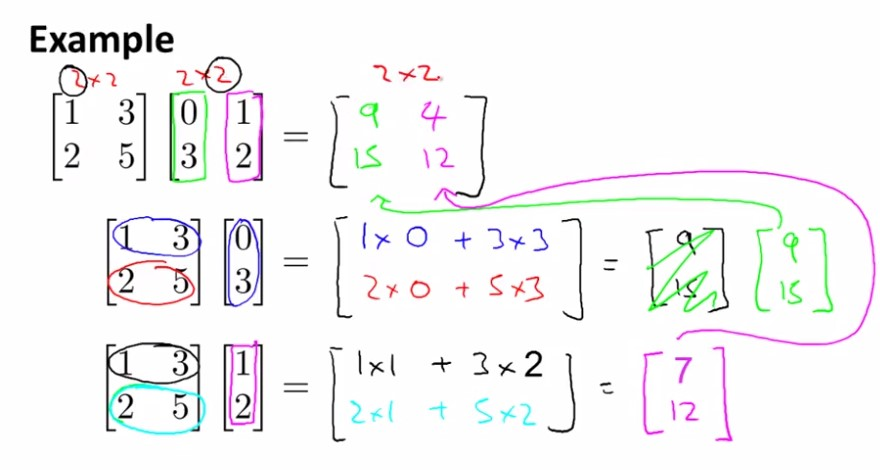 Example
2×2 2×2 2×2
[1 3; 2 5] [0 1; 3 2] = [9 4; 15 12]
[1 3; 2 5] [0; 3] = [1×0 + 3×3; 2×0 + 5×3] = [9; 15] [9; 15]
[1 3; 2 5] [1; 2] = [1×1 + 3×2; 2×1 + 5×2] = [7; 12]